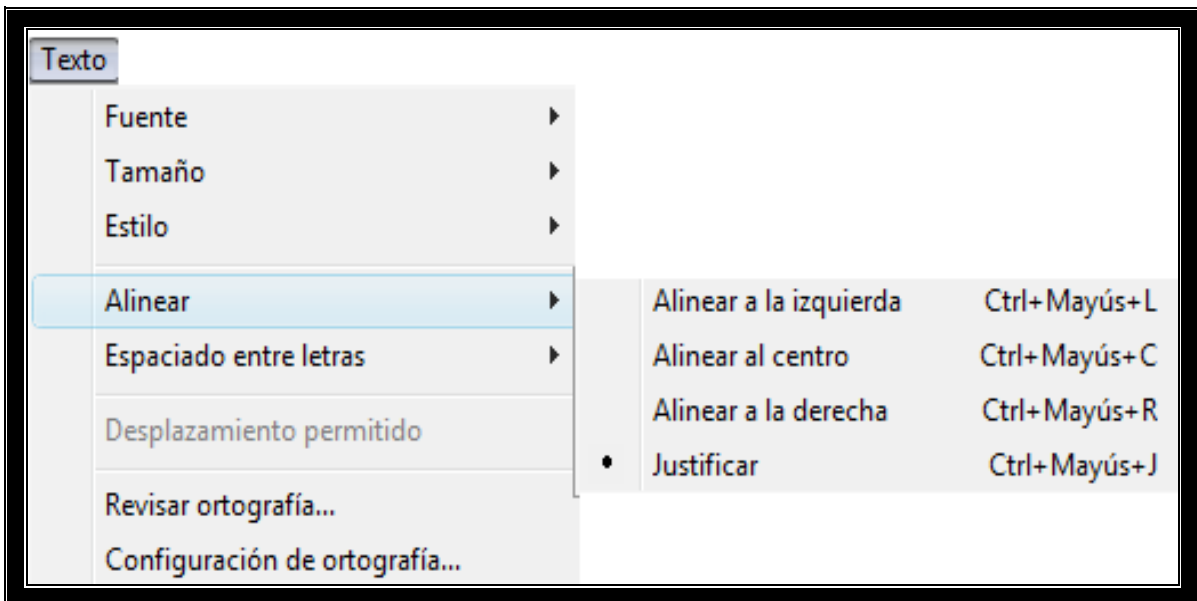 Texto
Fuente
Tamaño
Estilo
Alinear
Alinear a la izquierda Ctrl+Mayús+L
Espaciado entre letras
Alinear al centro Ctrl+Mayús+C
Desplazamiento permitido
Alinear a la derecha Ctrl+Mayús+R
Justificar Ctrl+Mayús+J
Revisar ortografía...
Configuración de ortografía...